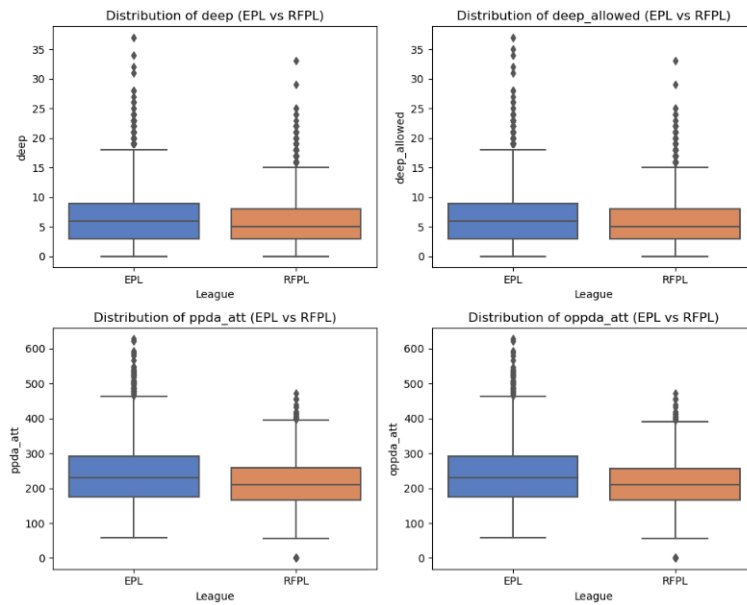 Distribution of deep (EPL vs RFPL)
35
30
25
20
15
10
5
0
deep
EPL
RFPL
League
Distribution of deep_allowed (EPL vs RFPL)
35
30
25
20
15
10
5
0
deep_allowed
EPL
RFPL
League
Distribution of ppda_att (EPL vs RFPL)
600
500
400
300
200
100
0
ppda_att
EPL
RFPL
League
Distribution of oppda_att (EPL vs RFPL)
600
500
400
300
200
100
0
oppda_att
EPL
RFPL
League